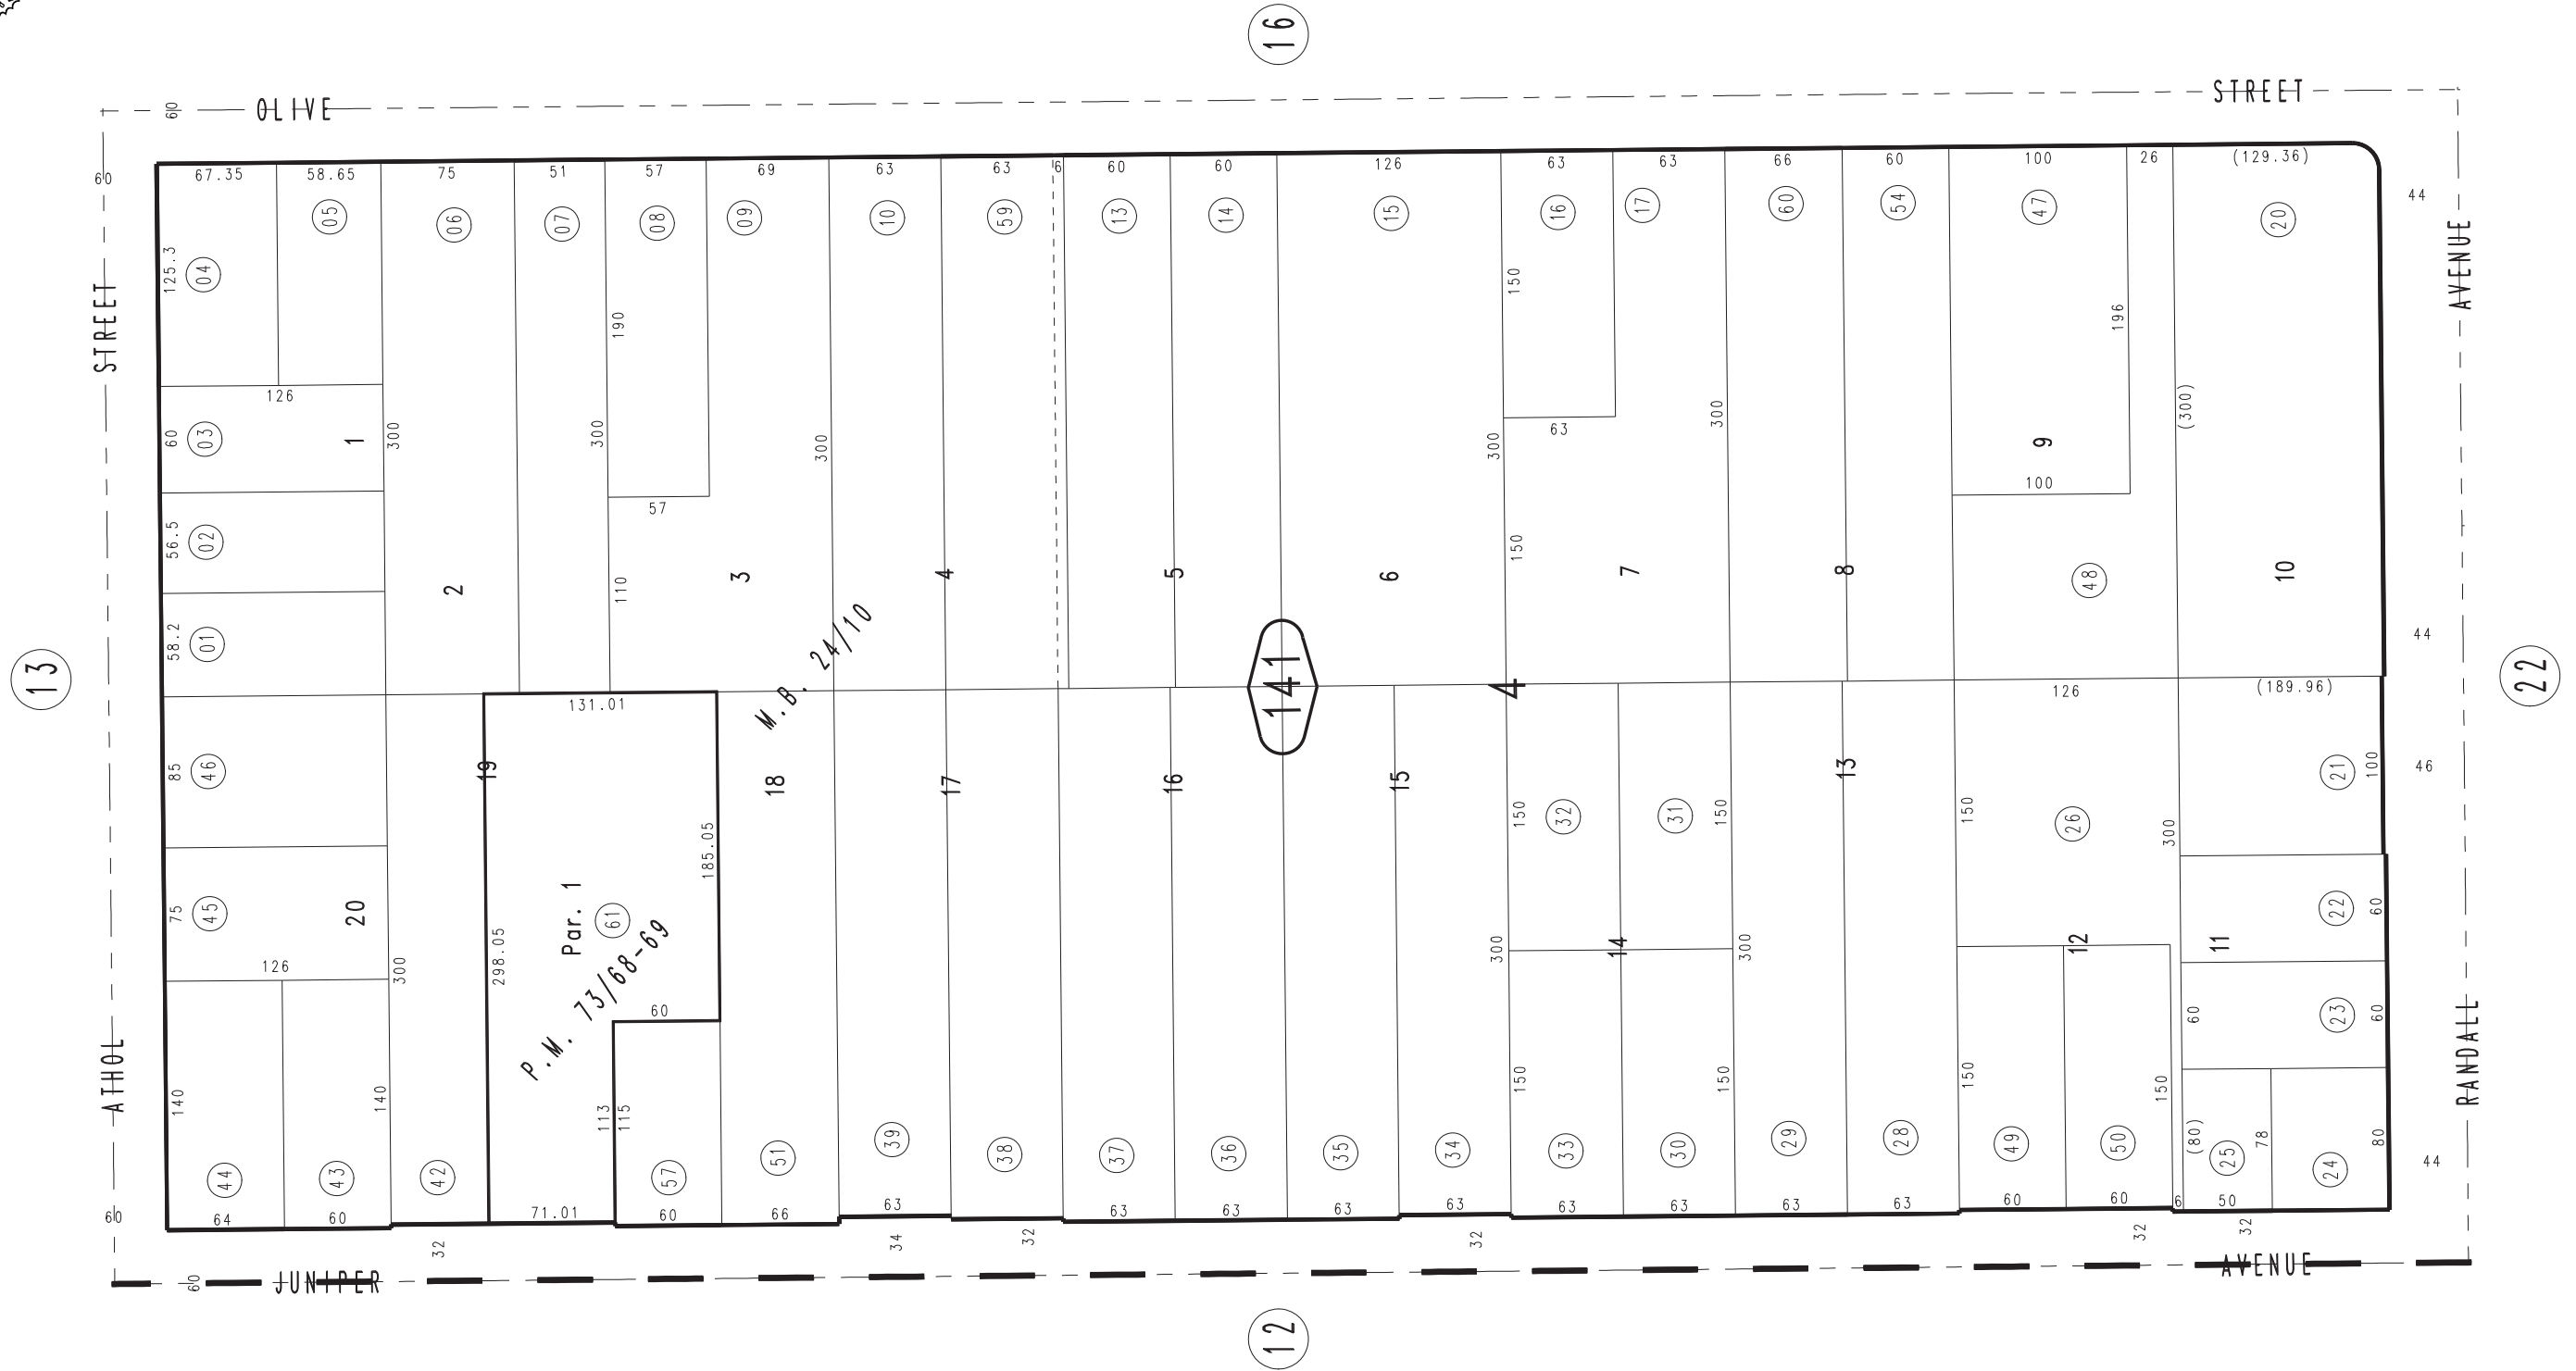 16
60 OLIVE STREET
60 67.35 58.65 75 51 57 69 63 63 6 60 60 126 63 63 66 60 100 26 (129.36)
44
05 06 07 08 09 10 59 13 14 15 16 17 60 54 47 20
STREET AVENUE
125.3 04 190 150 196
126 300 300 300 300 300 (300)
60 03 1 63 9
100
57
56.5 02
2 110 3 4 5 6 150 7 8 48 10
58.2 01 44
M.B. 24/10
13 141 4 22
131.01 126 (189.96)
85 46 19 18 17 16 15 13 21 100 46
185.05 150 32 31 150 150 26 300
75 45 20 Par. 1 61 22 60
P.M. 73/68-69
126 300 298.05 300 14 300 12 11
60 60 23 60
ATHOL RANDALL
140 140 113 115 150 150 150 150 (80) 78 80
44 43 42 57 51 39 38 37 36 35 34 33 30 29 28 49 50 25 24 44
60 64 60 71.01 60 66 63 63 63 63 63 63 63 63 63 60 60 6 50
32 34 32 32 32 32
60 JUNIPER AVENUE
12